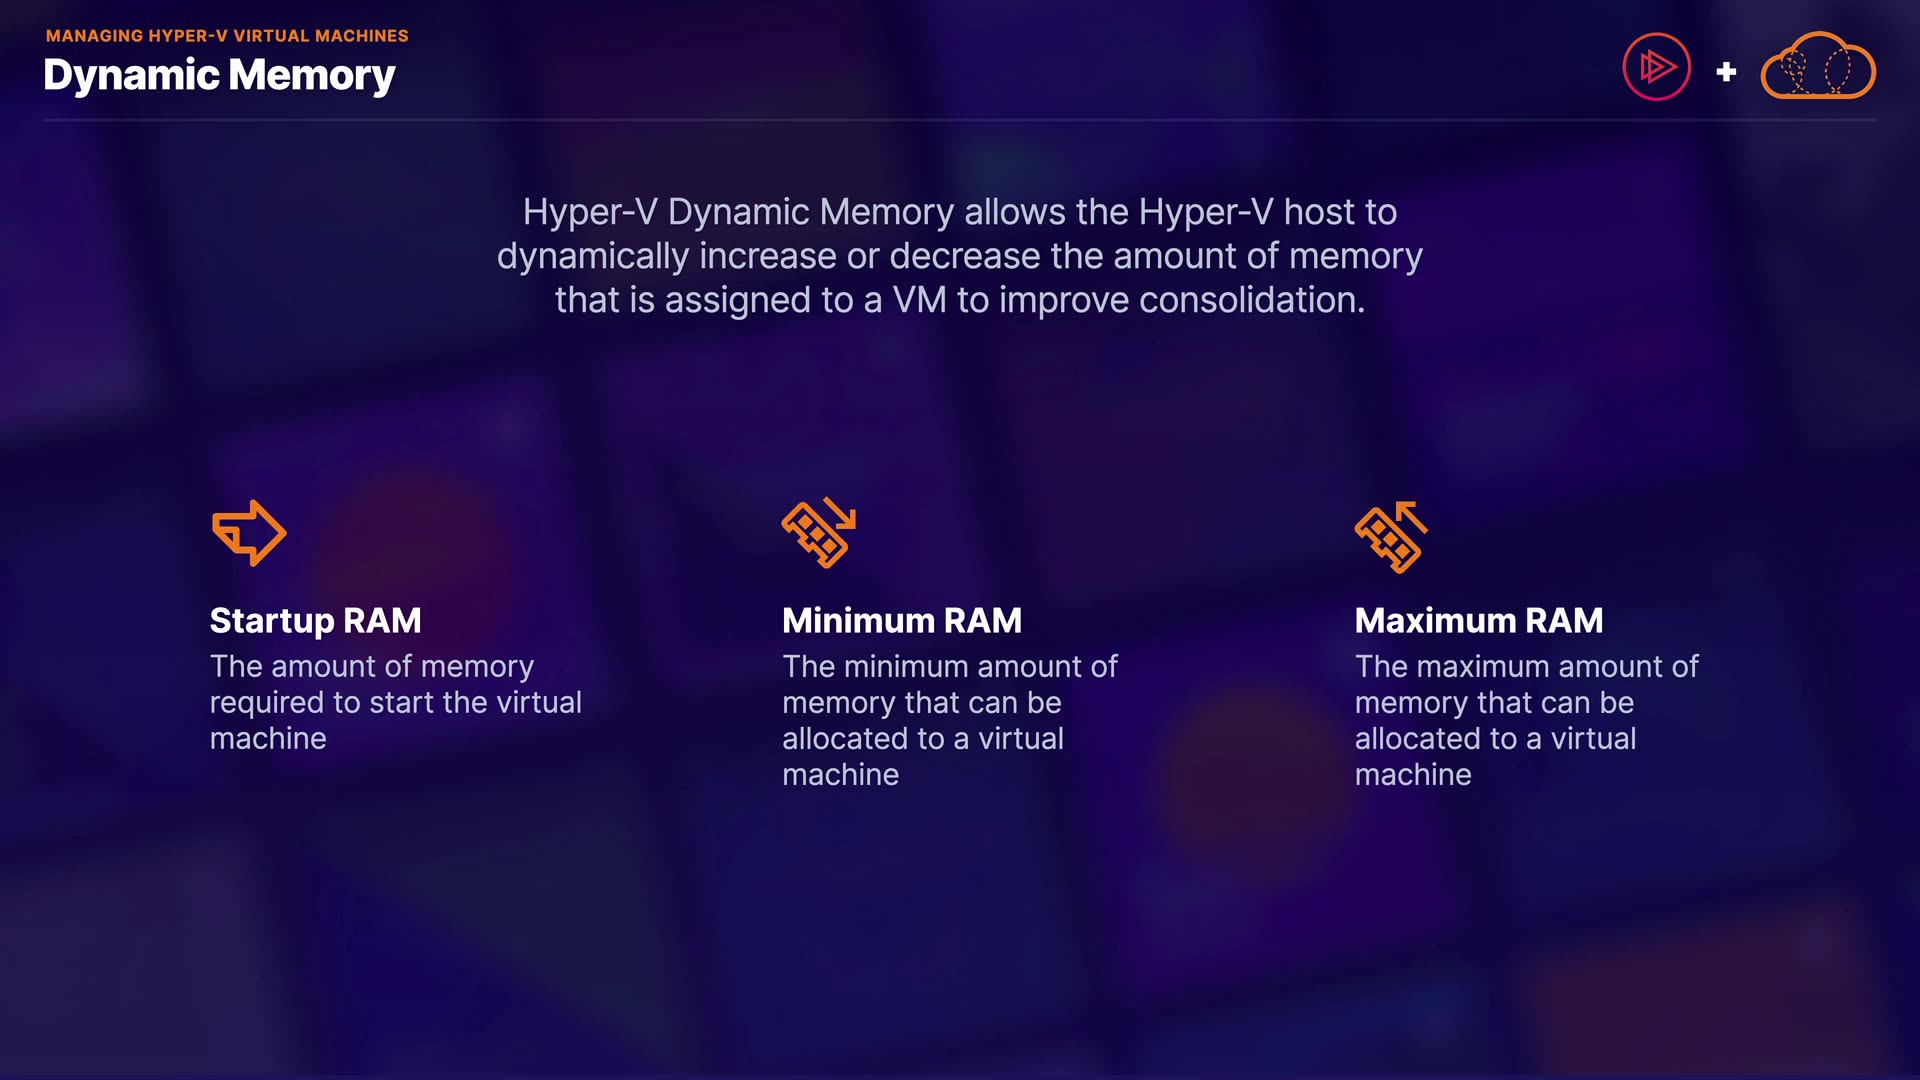 MANAGING HYPER-V VIRTUAL MACHINES
Dynamic Memory
Hyper-V Dynamic Memory allows the Hyper-V host to
dynamically increase or decrease the amount of memory
that is assigned to a VM to improve consolidation.
Startup RAM
The amount of memory
required to start the virtual
machine
Minimum RAM
The minimum amount of
memory that can be
allocated to a virtual
machine
Maximum RAM
The maximum amount of
memory that can be
allocated to a virtual
machine